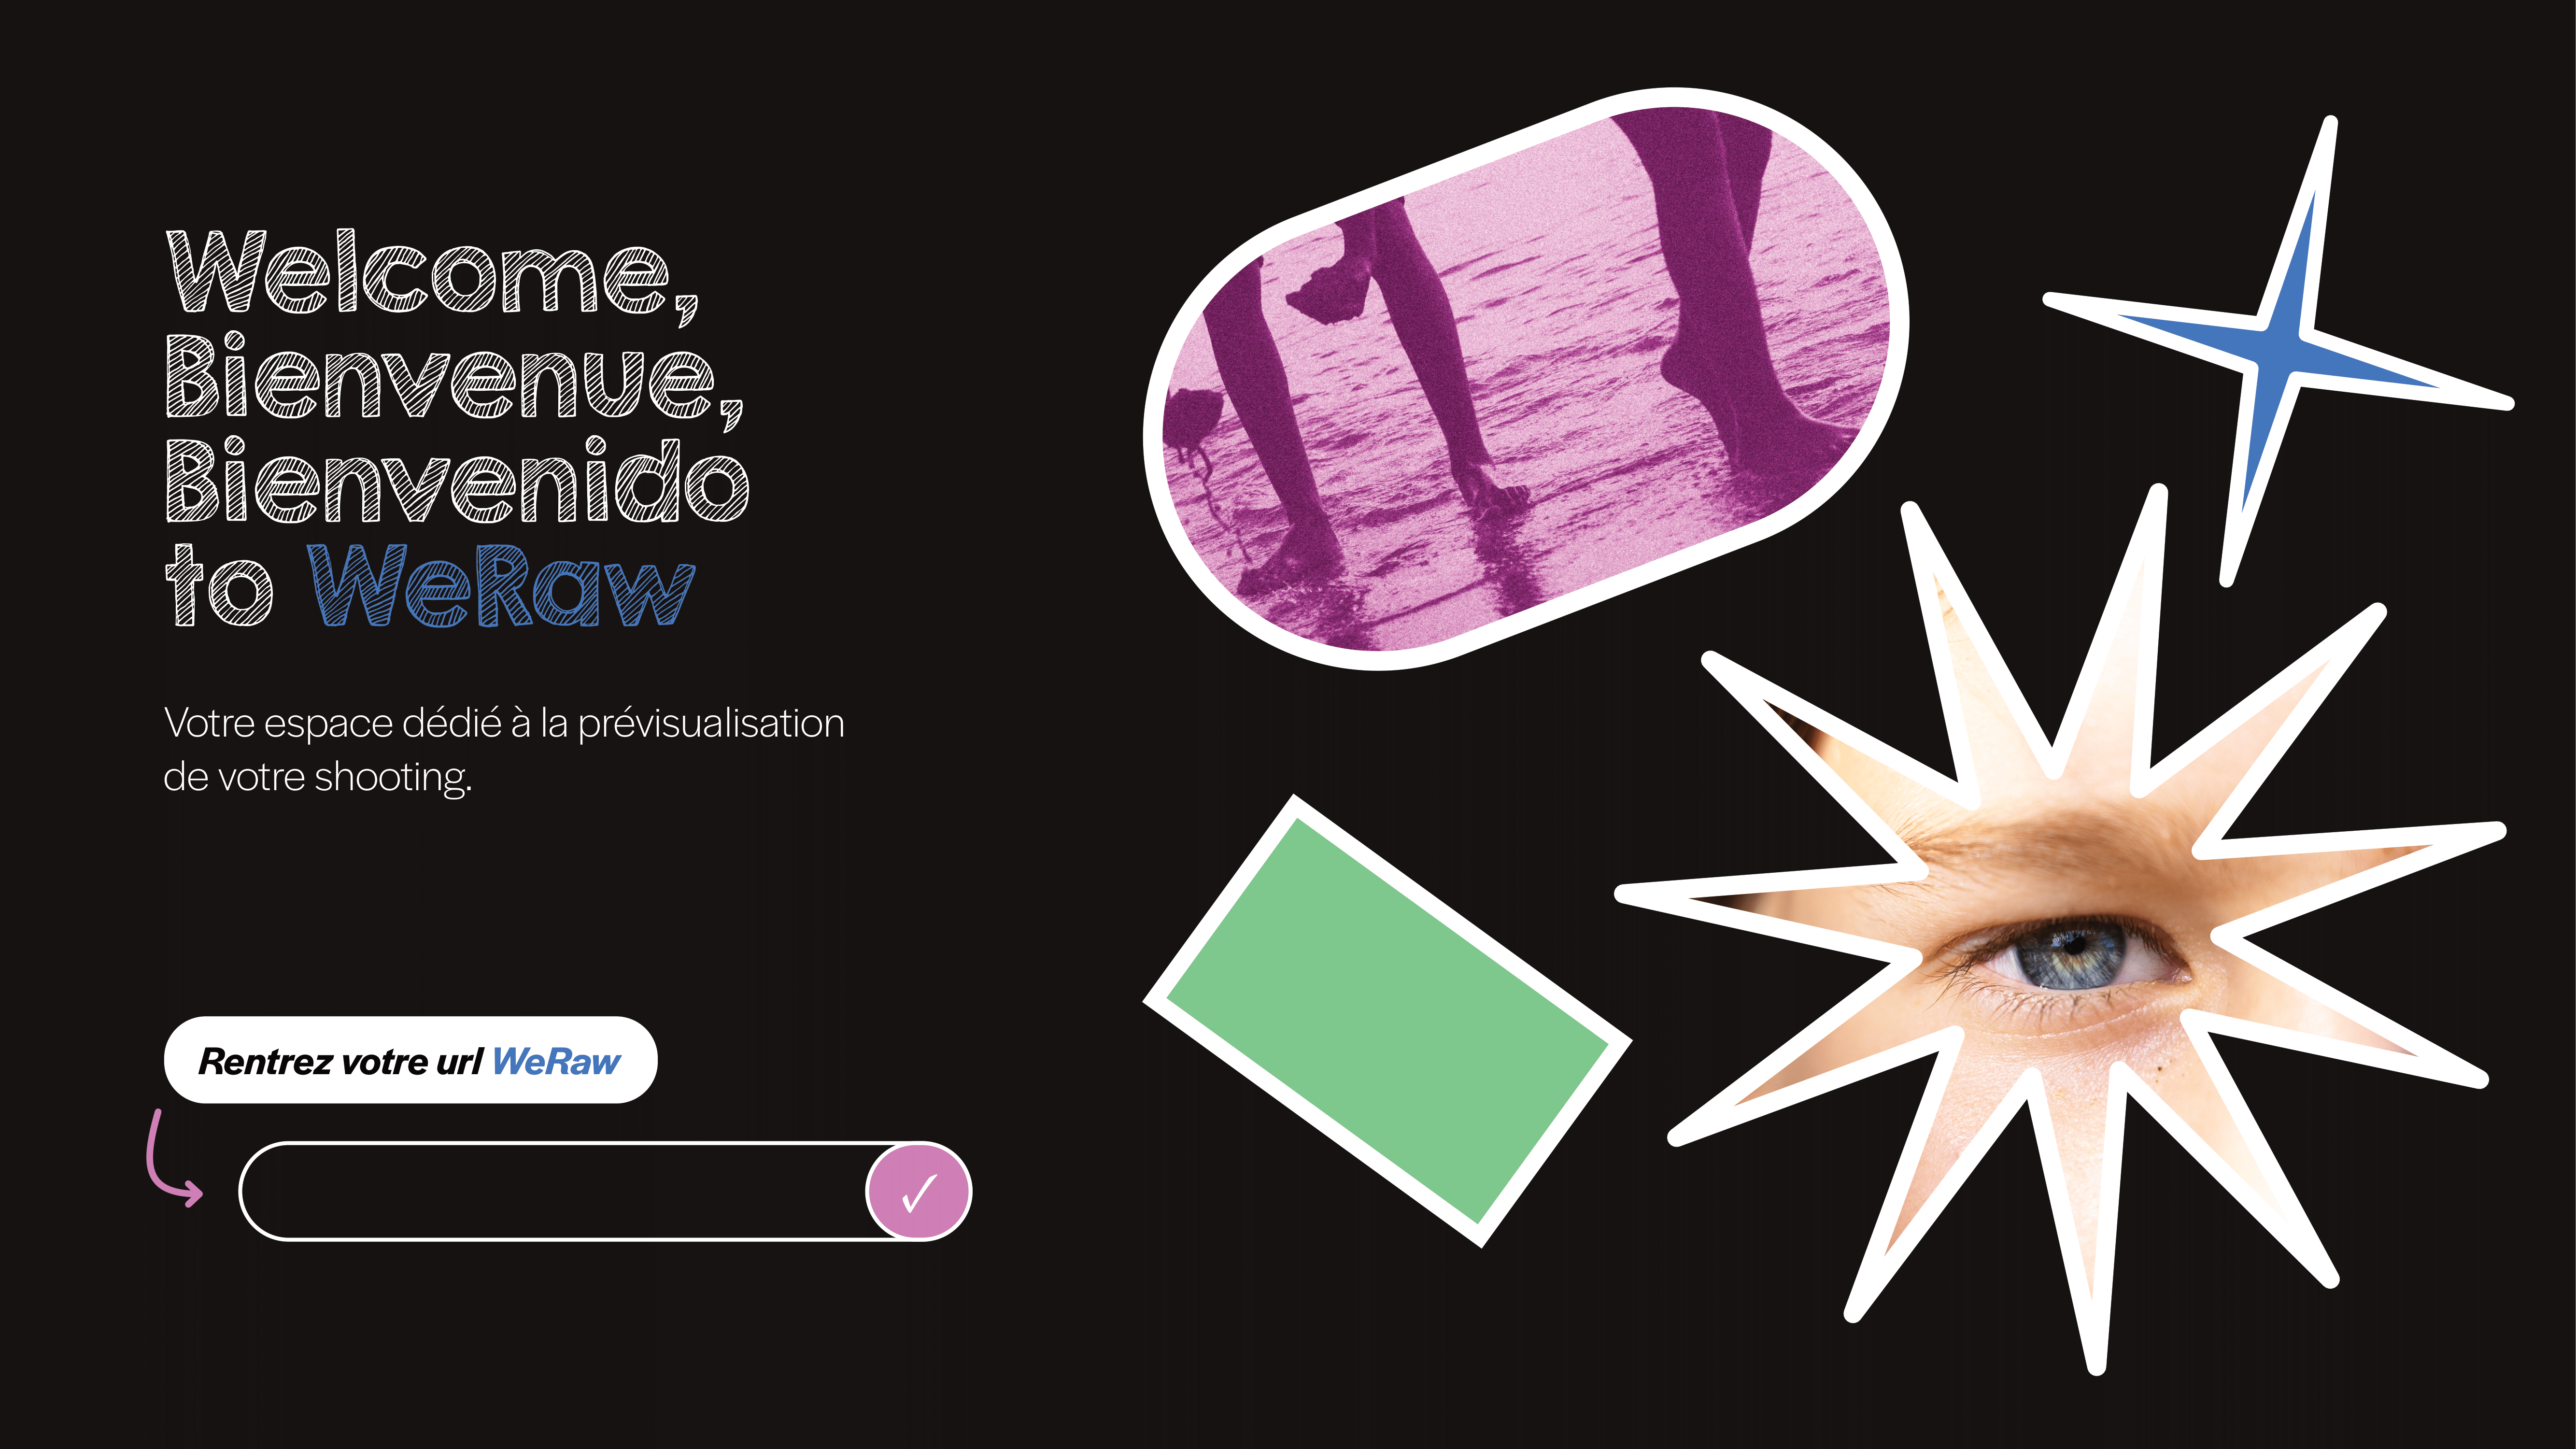 Welcome,
Bienvenue,
Bienvenido
to WeRaw
Votre espace dédié à la prévisualisation
de votre shooting.
Rentrez votre url WeRaw